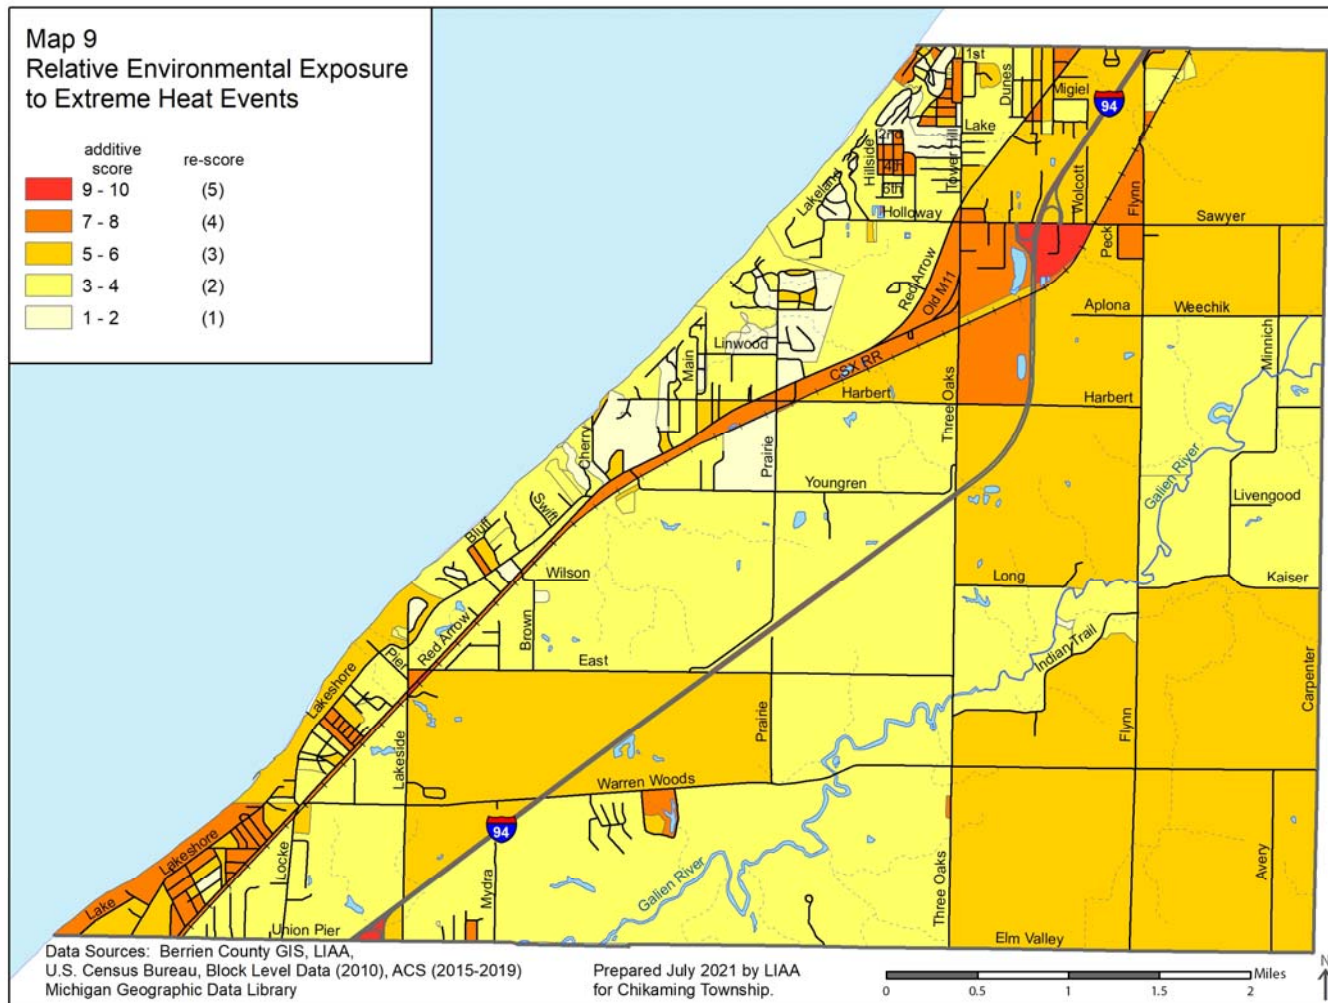 Map 9
Relative Environmental Exposure
to Extreme Heat Events
additive score re-score
9 - 10 (5)
7 - 8 (4)
5 - 6 (3)
3 - 4 (2)
1 - 2 (1)
1st
Dunes
Migiel
94
Lake
2nd
Hillside
4th
5th
Tower Hill
Lakeland
Holloway
Wolcott
Flynn
Sawyer
Peck
Red Arrow
Old M11
Aplona
Weechik
Minnich
Linwood
Main
CSX RR
Harbert
Three Oaks
Harbert
Cherry
Prairie
Youngren
Galien River
Livengood
Swift
Bluff
Wilson
Long
Kaiser
Brown
Red Arrow
Pier
East
Indian Trail
Lakeshore
Carpenter
Prairie
Flynn
Lakeside
Warren Woods
94
Lakeshore
Locke
Mydra
Galien River
Three Oaks
Avery
Lake
Union Pier
Elm Valley
Data Sources: Berrien County GIS, LIAA,
U.S. Census Bureau, Block Level Data (2010), ACS (2015-2019)
Michigan Geographic Data Library
Prepared July 2021 by LIAA
for Chikaming Township.
Miles
0 0.5 1 1.5 2
N